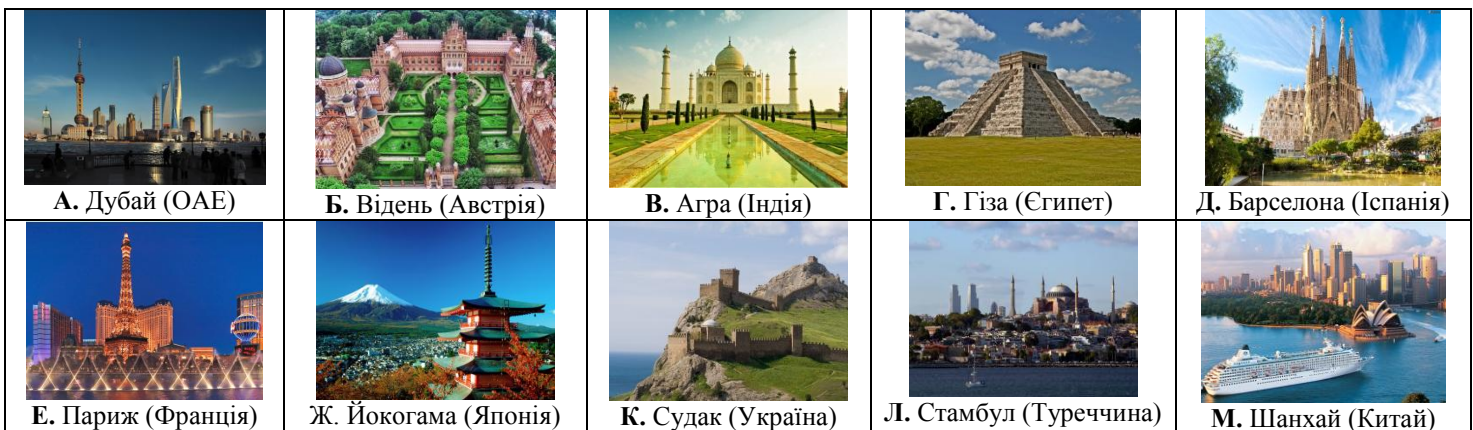 А. Дубай (ОАЕ)
Б. Відень (Австрія)
В. Агра (Індія)
Г. Гіза (Єгипет)
Д. Барселона (Іспанія)
Е. Париж (Франція)
Ж. Йокогама (Японія)
К. Судак (Україна)
Л. Стамбул (Туреччина)
М. Шанхай (Китай)